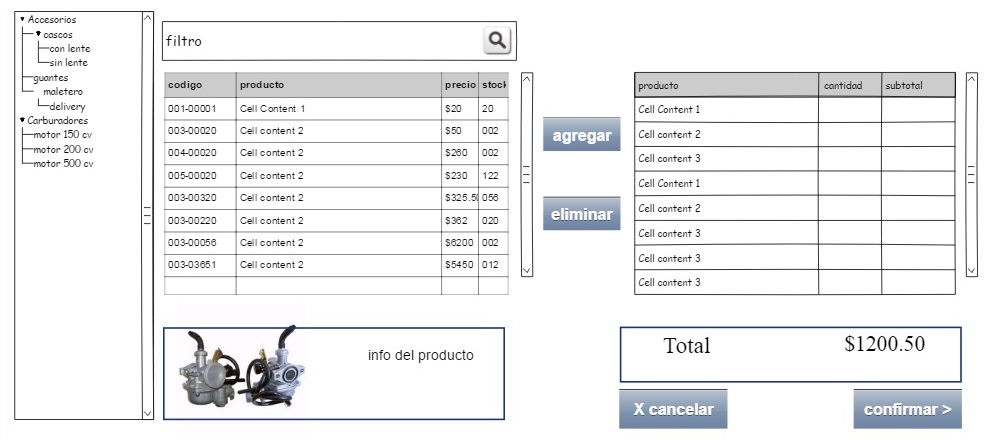 Accesorios
cascos
con lente
sin lente
guantes
maletero
delivery
Carburadores
motor 150 cv
motor 200 cv
motor 500 cv
filtro
codigo producto precio stock
001-00001 Cell Content 1 $20 20
003-00020 Cell content 2 $50 002
004-00020 Cell content 2 $260 002
005-00020 Cell content 2 $230 122
003-00320 Cell content 2 $325.50 056
003-00220 Cell content 2 $362 020
003-00056 Cell content 2 $6200 002
003-03651 Cell content 2 $5450 012
info del producto
agregar
eliminar
producto cantidad subtotal
Cell Content 1
Cell content 2
Cell content 3
Cell Content 1
Cell content 2
Cell content 3
Cell content 3
Cell content 3
Total $1200.50
X cancelar confirmar >